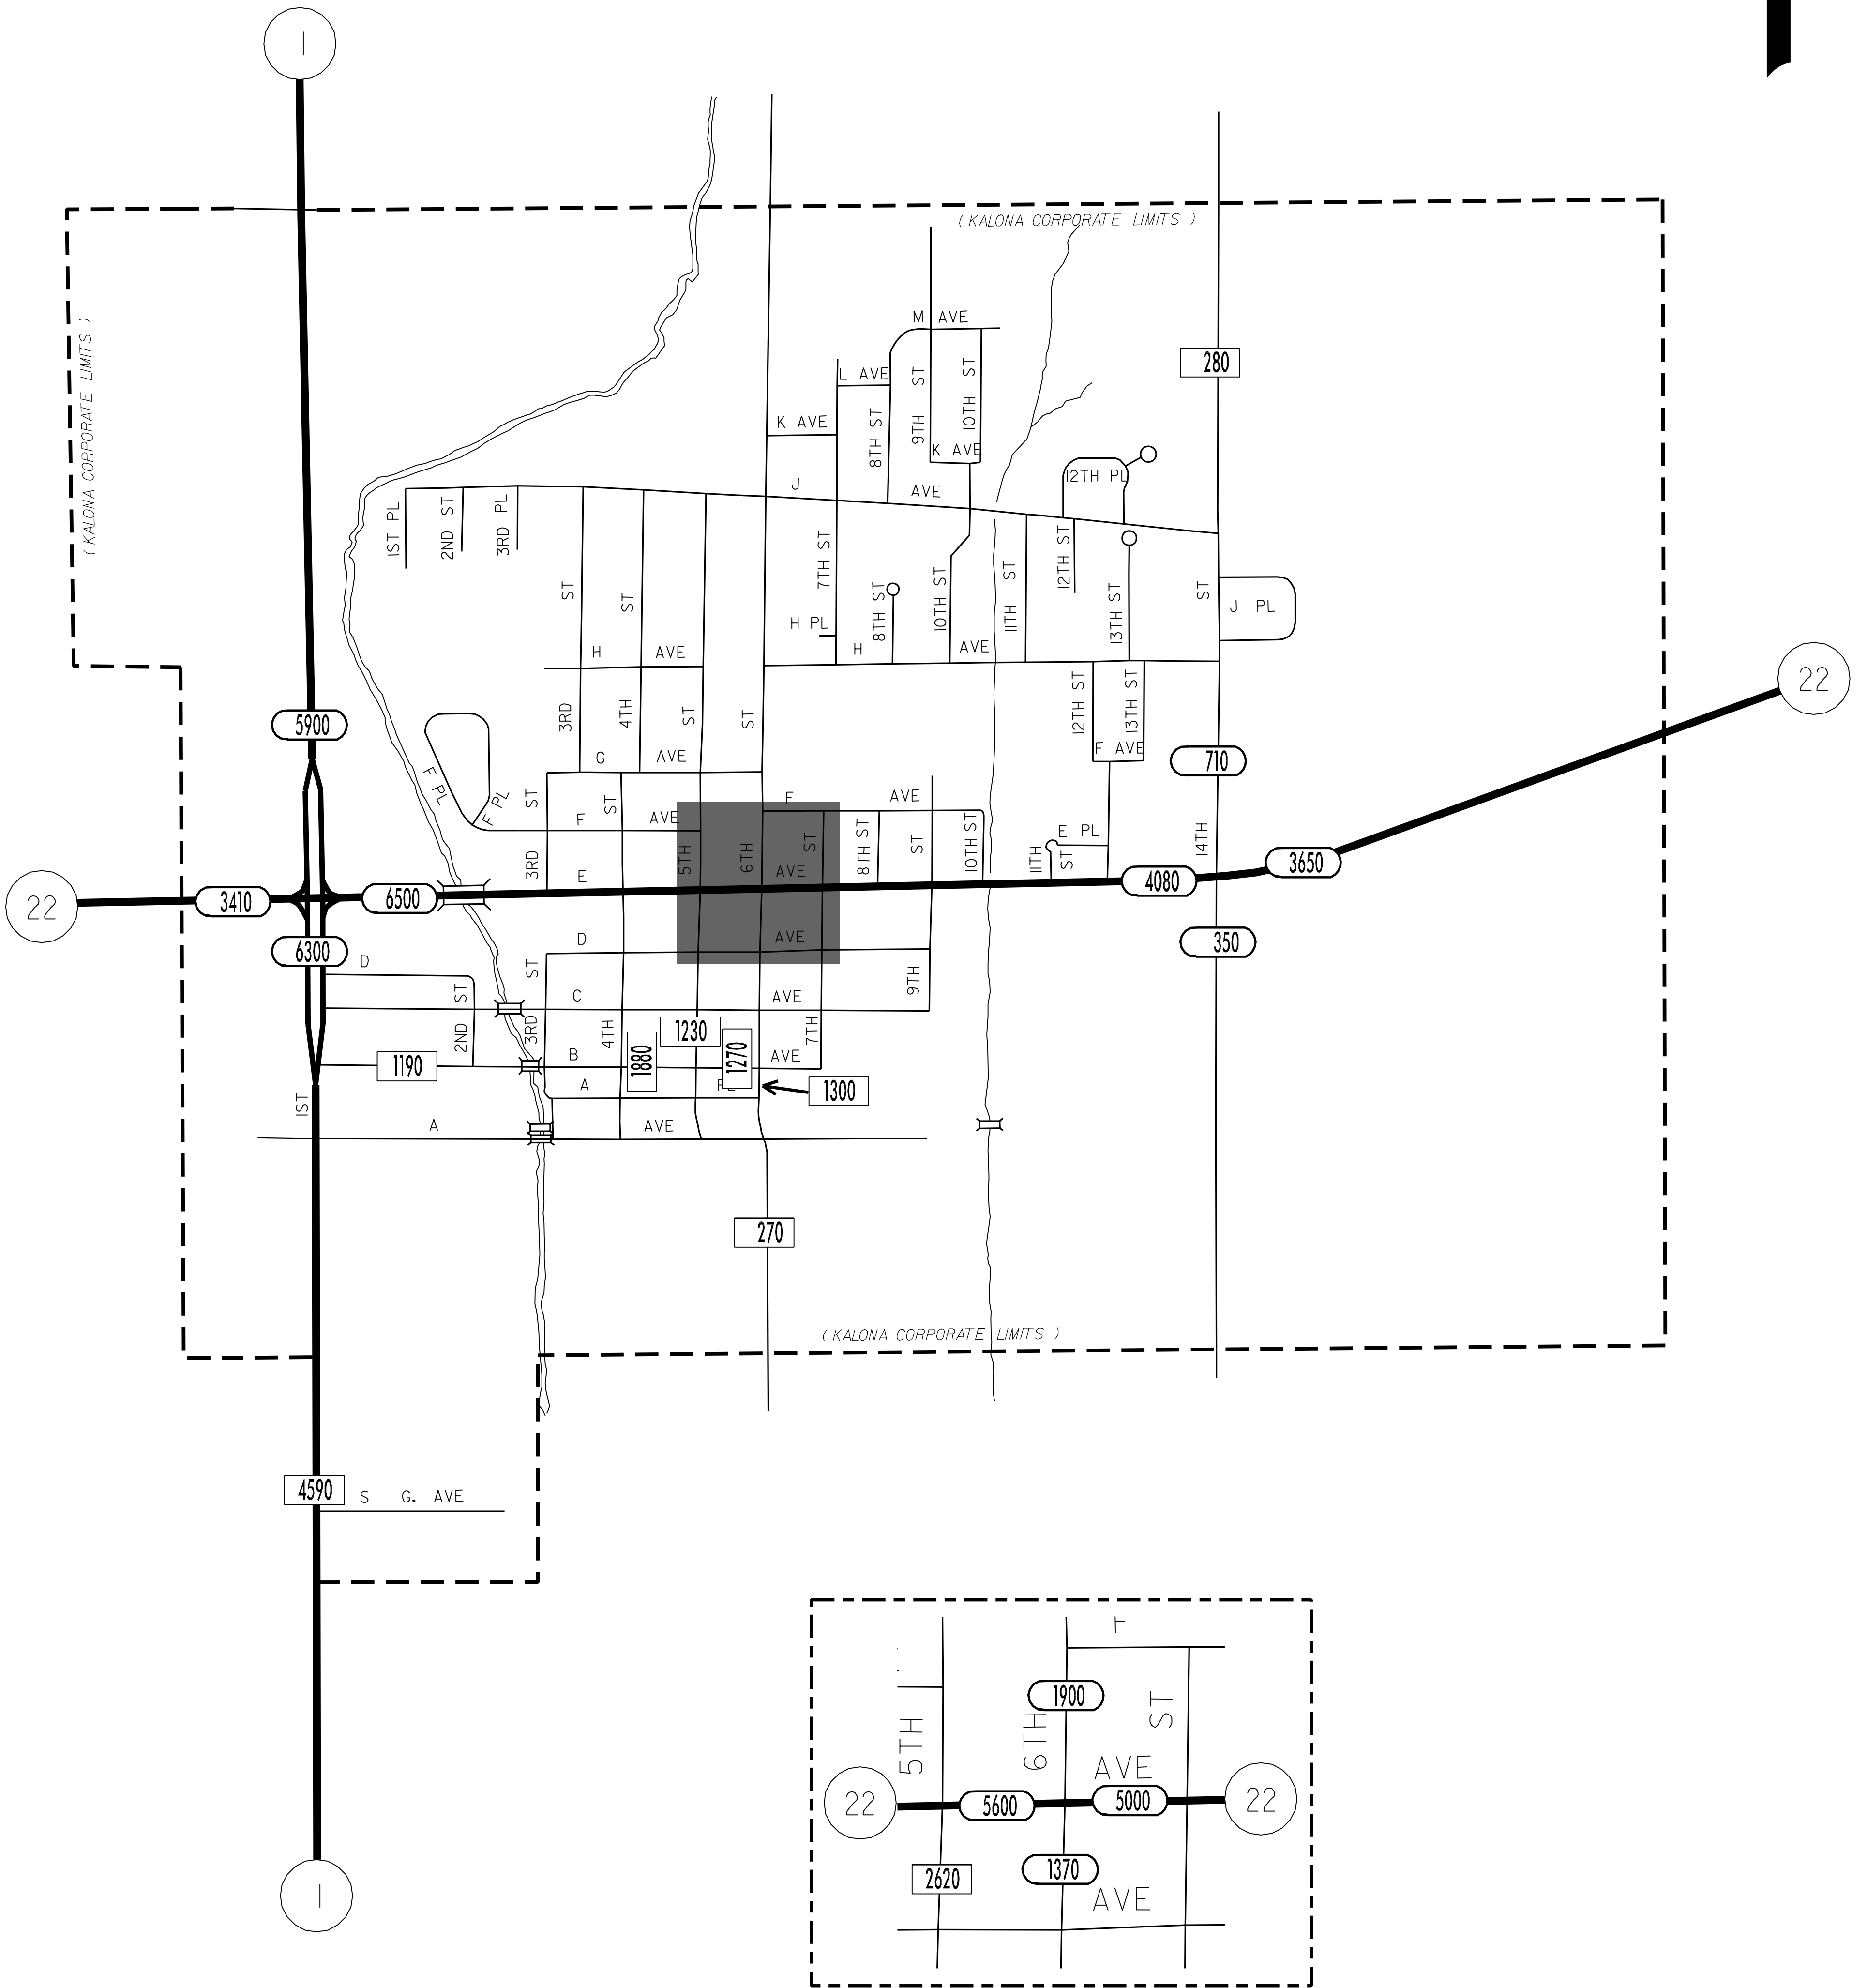 1
( KALONA CORPORATE LIMITS )
( KALONA CORPORATE LIMITS )
M AVE
280
L AVE
9TH ST
10TH ST
K AVE
8TH ST
K AVE
12TH PL
J AVE
1ST PL
2ND ST
3RD PL
ST
ST
7TH ST
12TH ST
11TH ST
10TH ST
8TH ST
13TH ST
ST
J PL
H PL
H AVE
H AVE
22
3RD
4TH
ST
ST
12TH ST
13TH ST
5900
G AVE
F AVE
710
F PL
F PL
ST
ST
F AVE
F AVE
ST
8TH ST
ST
10TH ST
E PL
14TH
3RD
E
5TH
6TH
AVE
11TH ST
3650
4080
22
3410
6500
6300
D
D AVE
350
ST
ST
9TH
C AVE
2ND
3RD
4TH
1230
7TH
1190
B
1880
1270
AVE
A
1300
1ST
A AVE
270
( KALONA CORPORATE LIMITS )
4590
S G. AVE
F
1900
5TH
6TH
ST
AVE
22
5600
5000
22
2620
1370
AVE
1